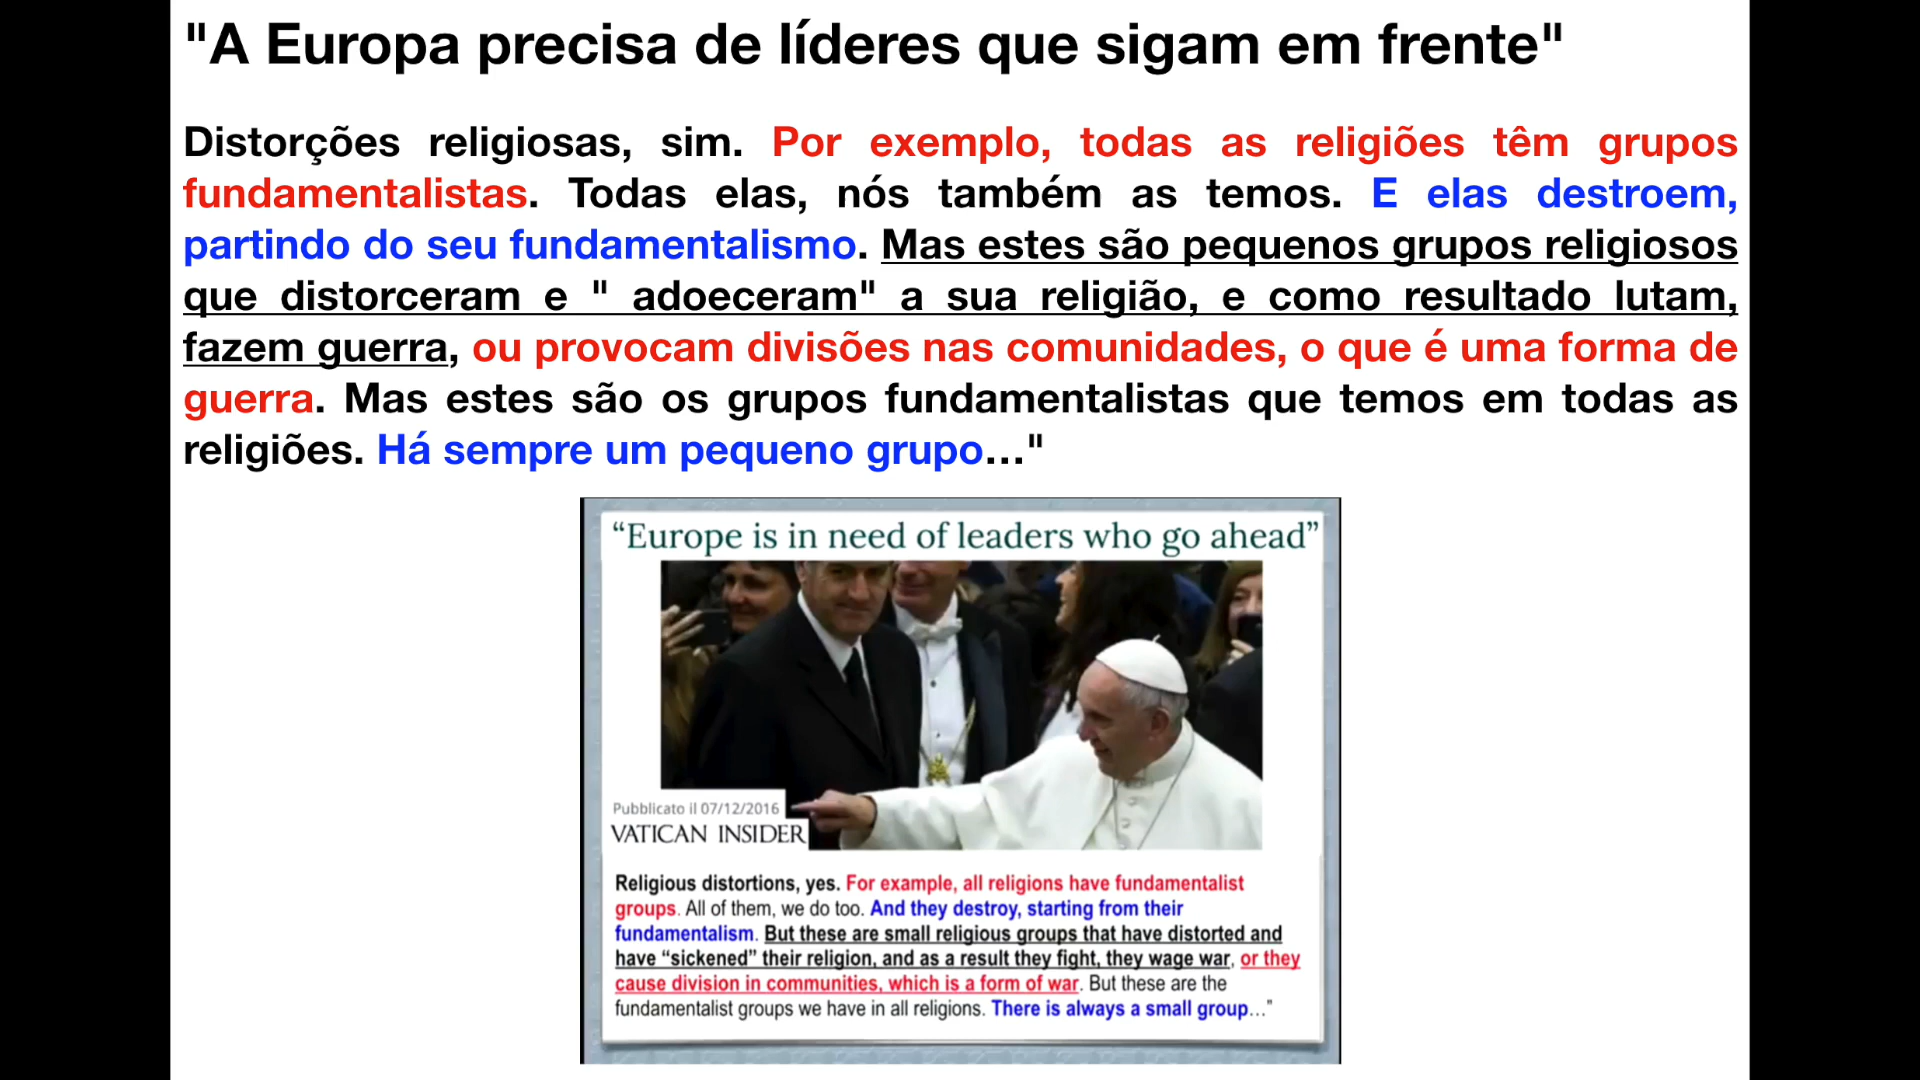 "A Europa precisa de líderes que sigam em frente"
Distorções religiosas, sim. Por exemplo, todas as religiões têm grupos
fundamentalistas. Todas elas, nós também as temos. E elas destroem,
partindo do seu fundamentalismo. Mas estes são pequenos grupos religiosos
que distorceram e " adoeceram" a sua religião, e como resultado lutam,
fazem guerra, ou provocam divisões nas comunidades, o que é uma forma de
guerra. Mas estes são os grupos fundamentalistas que temos em todas as
religiões. Há sempre um pequeno grupo…"
“Europe is in need of leaders who go ahead”
Pubblicato il 07/12/2016
VATICAN INSIDER
Religious distortions, yes. For example, all religions have fundamentalist
groups. All of them, we do too. And they destroy, starting from their
fundamentalism. But these are small religious groups that have distorted and
have “sickened” their religion, and as a result they fight, they wage war, or they
cause division in communities, which is a form of war. But these are the
fundamentalist groups we have in all religions. There is always a small group…”